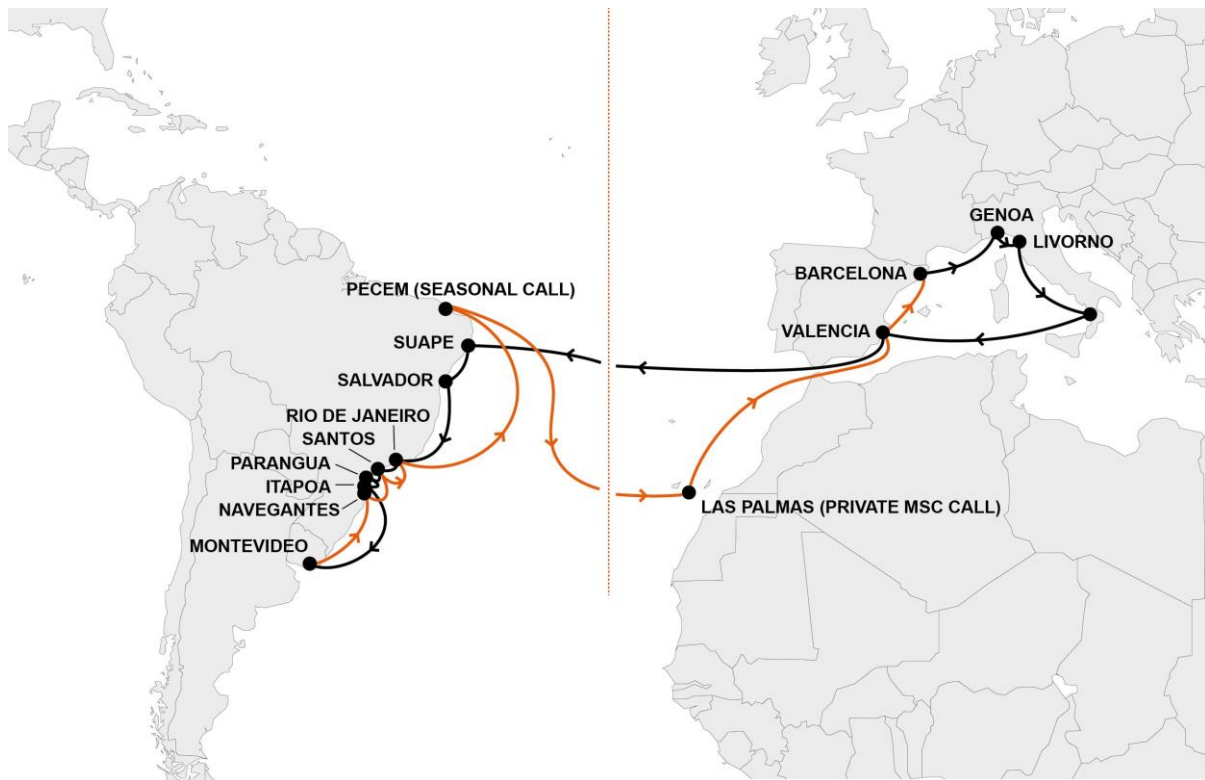 GENOA
LIVORNO
BARCELONA
PECEM (SEASONAL CALL)
VALENCIA
SUAPE
SALVADOR
RIO DE JANEIRO
SANTOS
PARANGUA
ITAPOA
NAVEGANTES
LAS PALMAS (PRIVATE MSC CALL)
MONTEVIDEO